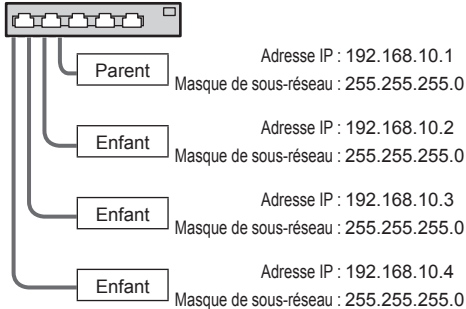 Parent
Adresse IP : 192.168.10.1
Masque de sous-réseau : 255.255.255.0
Enfant
Adresse IP : 192.168.10.2
Masque de sous-réseau : 255.255.255.0
Enfant
Adresse IP : 192.168.10.3
Masque de sous-réseau : 255.255.255.0
Enfant
Adresse IP : 192.168.10.4
Masque de sous-réseau : 255.255.255.0